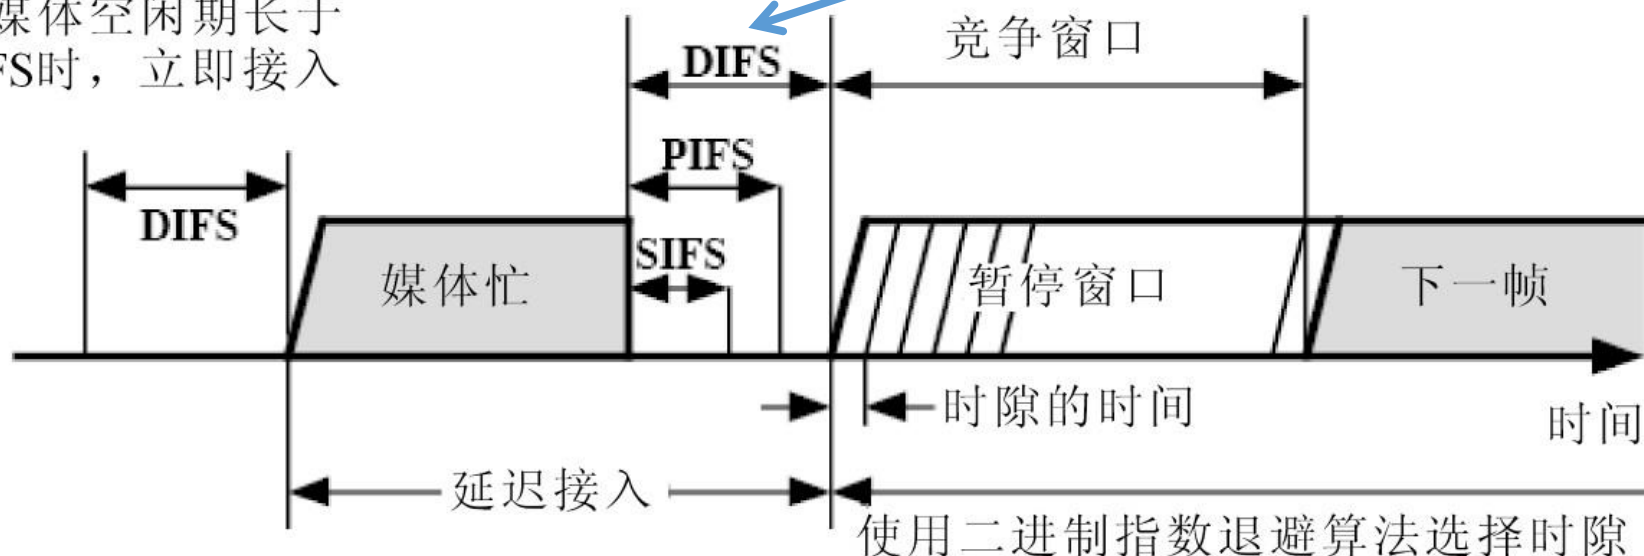 媒体空闲期长于
FS时，立即接入
DIFS
竞争窗口
PIFS
DIFS
SIFS
媒体忙
暂停窗口
下一帧
时隙的时间
时间
延迟接入
使用二进制指数退避算法选择时隙